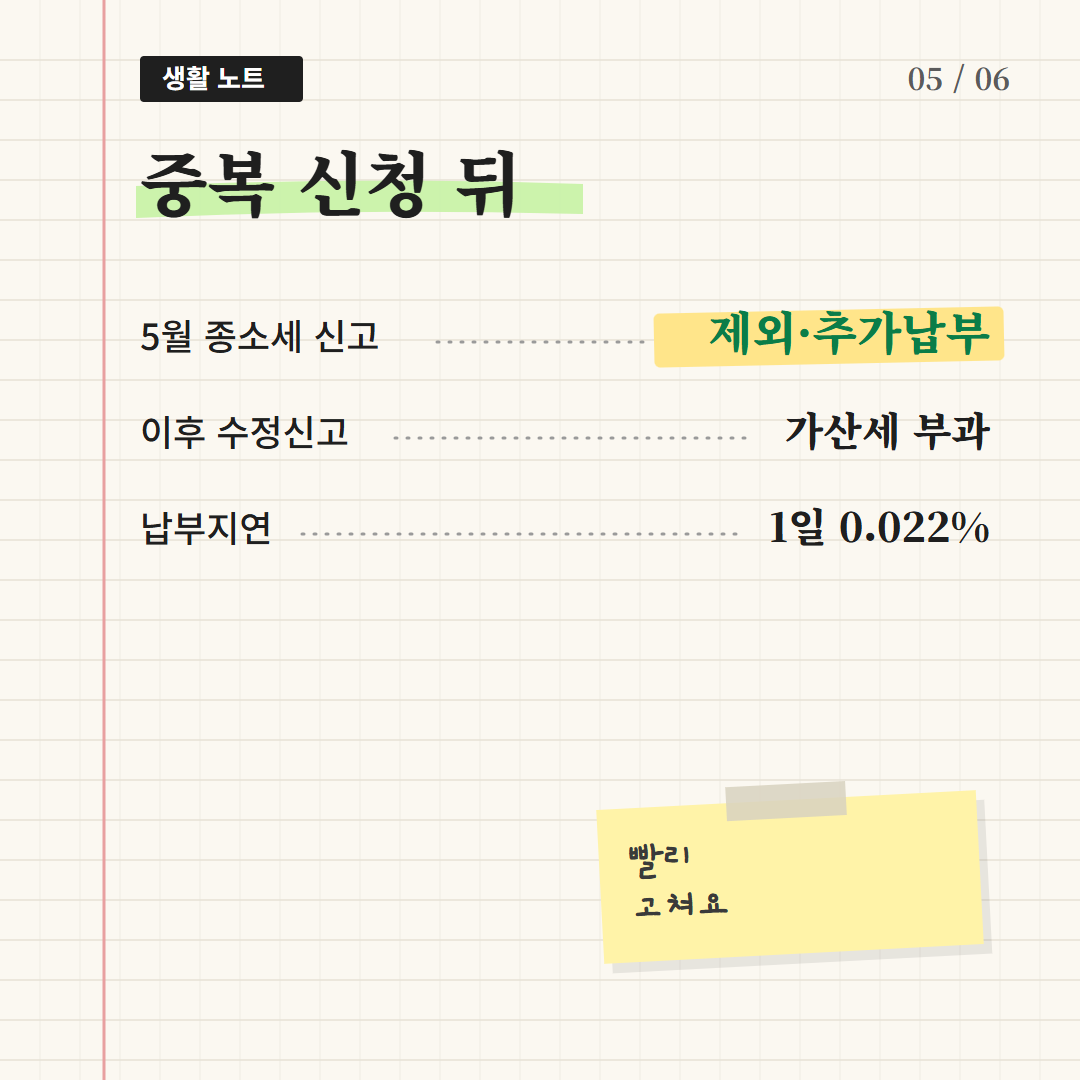 생활 노트
05 / 06
중복 신청 뒤
5월 종소세 신고 제외·추가납부
이후 수정신고 가산세 부과
납부지연 1일 0.022%
빨리
고쳐요